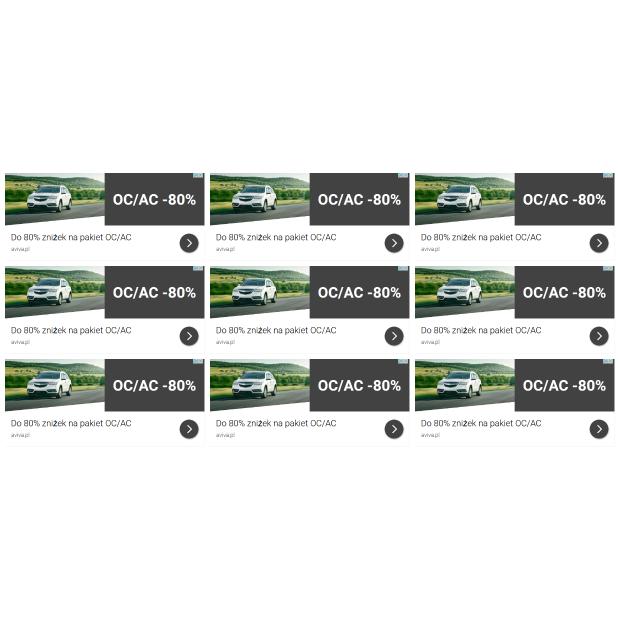 OC/AC -80% OC/AC -80% OC/AC -80%
Do 80% zniżek na pakiet OC/AC Do 80% zniżek na pakiet OC/AC Do 80% zniżek na pakiet OC/AC
aviva.pl aviva.pl aviva.pl
OC/AC -80% OC/AC -80% OC/AC -80%
Do 80% zniżek na pakiet OC/AC Do 80% zniżek na pakiet OC/AC Do 80% zniżek na pakiet OC/AC
aviva.pl aviva.pl aviva.pl
OC/AC -80% OC/AC -80% OC/AC -80%
Do 80% zniżek na pakiet OC/AC Do 80% zniżek na pakiet OC/AC Do 80% zniżek na pakiet OC/AC
aviva.pl aviva.pl aviva.pl